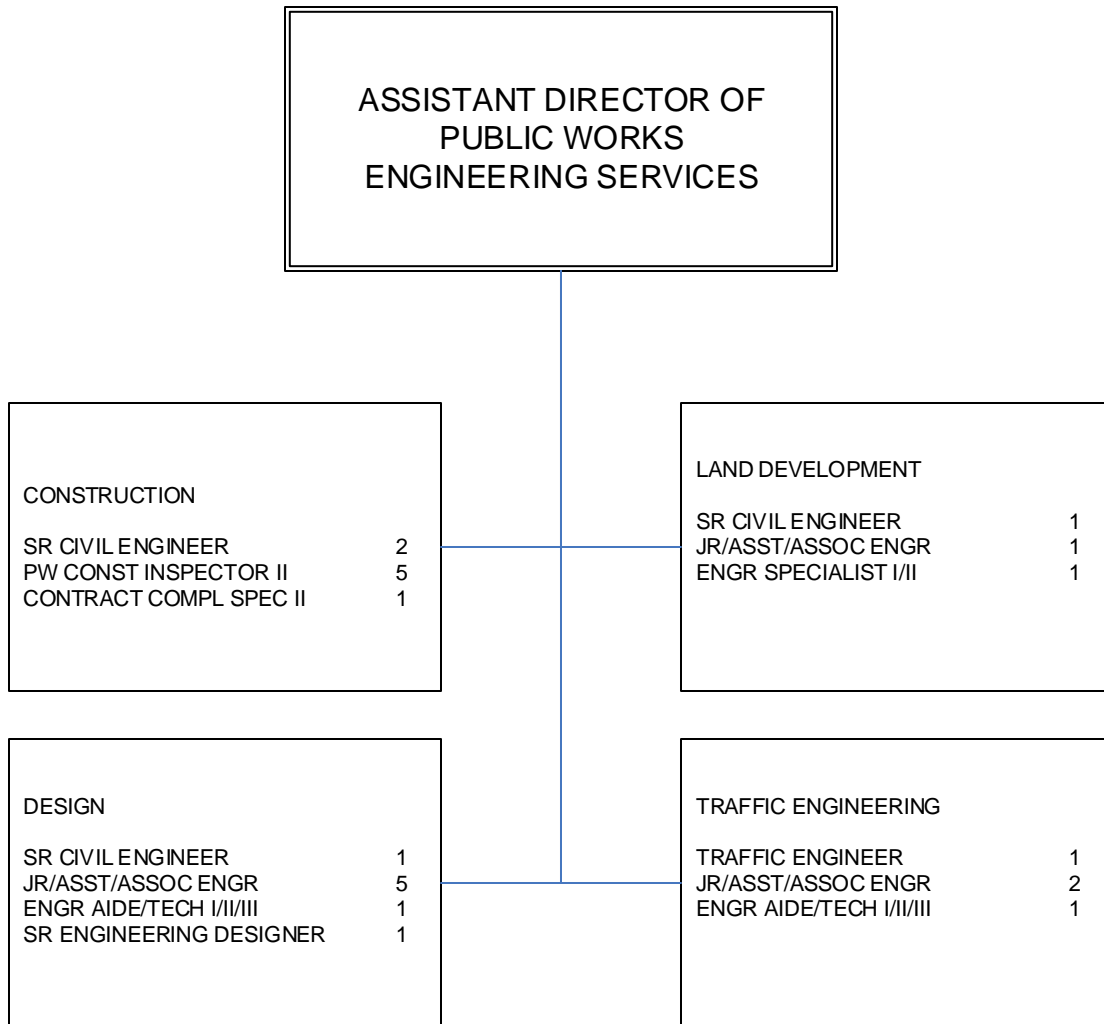 ASSISTANT DIRECTOR OF
PUBLIC WORKS
ENGINEERING SERVICES
CONSTRUCTION
SR CIVIL ENGINEER 2
PW CONST INSPECTOR II 5
CONTRACT COMPL SPEC II 1
LAND DEVELOPMENT
SR CIVIL ENGINEER 1
JR/ASST/ASSOC ENGR 1
ENGR SPECIALIST I/II 1
DESIGN
SR CIVIL ENGINEER 1
JR/ASST/ASSOC ENGR 5
ENGR AIDE/TECH I/II/III 1
SR ENGINEERING DESIGNER 1
TRAFFIC ENGINEERING
TRAFFIC ENGINEER 1
JR/ASST/ASSOC ENGR 2
ENGR AIDE/TECH I/II/III 1